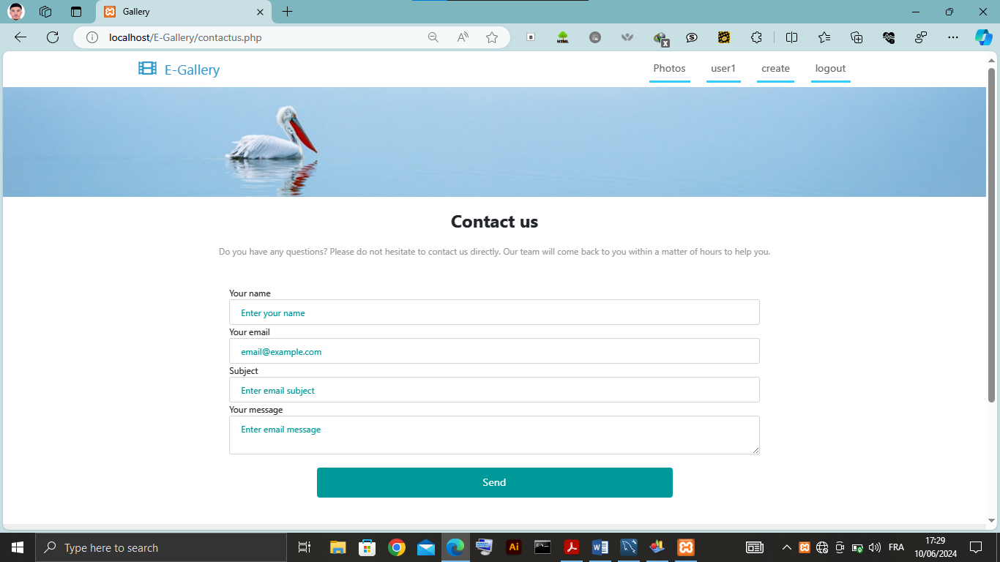 Gallery
localhost/E-Gallery/contactus.php
E-Gallery
Photos user1 create logout
Contact us
Do you have any questions? Please do not hesitate to contact us directly. Our team will come back to you within a matter of hours to help you.
Your name
Enter your name
Your email
email@example.com
Subject
Enter email subject
Your message
Enter email message
Send
Type here to search
Ai
FRA
17:29
10/06/2024